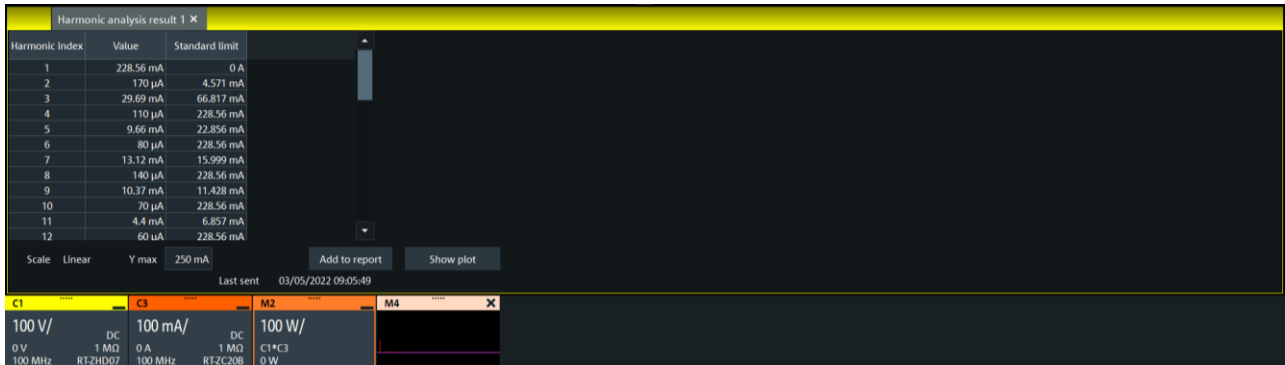 Harmonic analysis result 1 ×
Harmonic index Value Standard limit
1 228.56 mA 0 A
2 170 µA 4.571 mA
3 29.69 mA 66.817 mA
4 110 µA 228.56 mA
5 9.66 mA 22.856 mA
6 80 µA 228.56 mA
7 13.12 mA 15.999 mA
8 140 µA 228.56 mA
9 10.37 mA 11.428 mA
10 70 µA 228.56 mA
11 4.4 mA 6.857 mA
12 60 µA 228.56 mA
Scale Linear Y max 250 mA Add to report Show plot
Last sent 03/05/2022 09:05:49
C1 C3 M2 M4 ×
100 V/ DC 100 mA/ DC 100 W/
0 V 1 MΩ 0 A 1 MΩ C1*C3
100 MHz RT-ZHD07 100 MHz RT-ZC20B 0 W